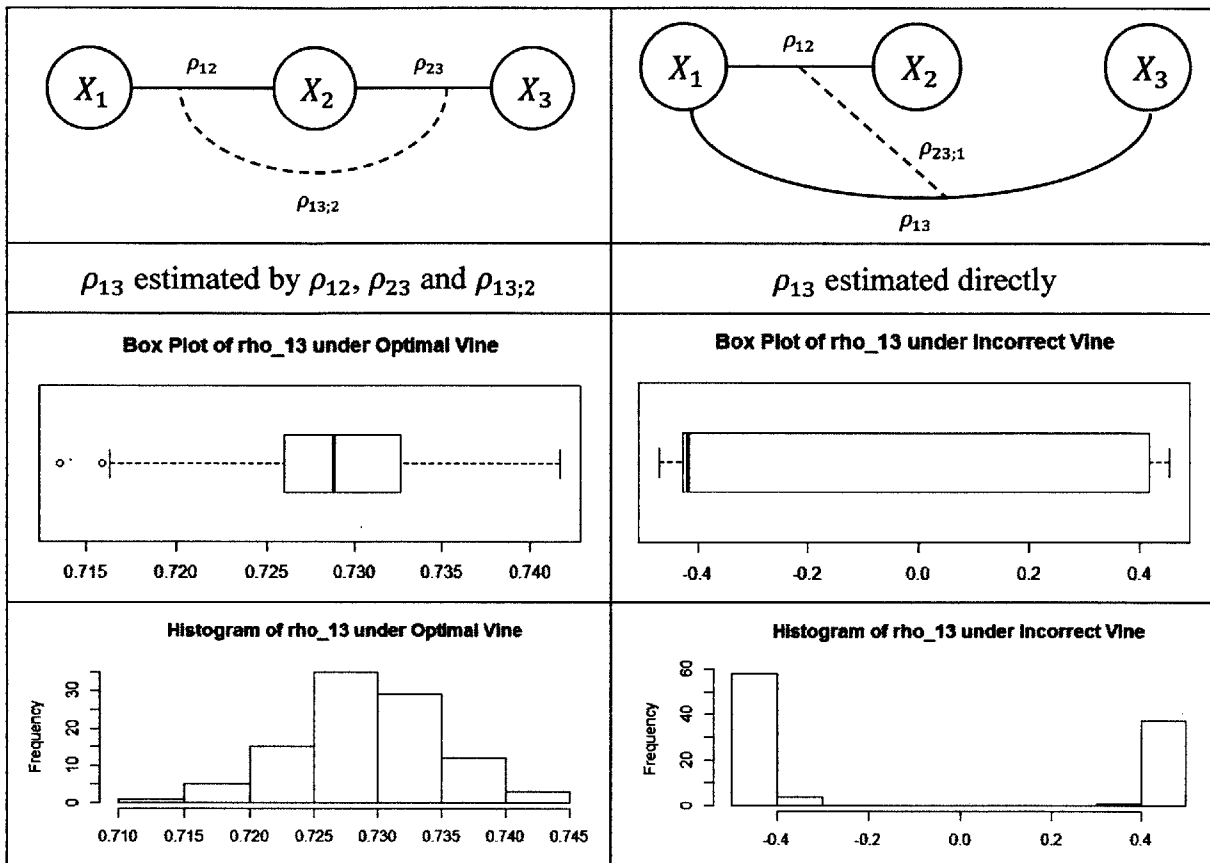 X₁ ρ₁₂ X₂ ρ₂₃ X₃
ρ₁₃;₂
X₁ ρ₁₂ X₂ X₃
ρ₂₃;₁
ρ₁₃
ρ₁₃ estimated by ρ₁₂, ρ₂₃ and ρ₁₃;₂
ρ₁₃ estimated directly
Box Plot of rho_13 under Optimal Vine
0.715 0.720 0.725 0.730 0.735 0.740
Box Plot of rho_13 under Incorrect Vine
-0.4 -0.2 0.0 0.2 0.4
Histogram of rho_13 under Optimal Vine
Frequency
0 10 30
0.710 0.715 0.720 0.725 0.730 0.735 0.740 0.745
Histogram of rho_13 under Incorrect Vine
Frequency
0 20 40 60
-0.4 -0.2 0.0 0.2 0.4